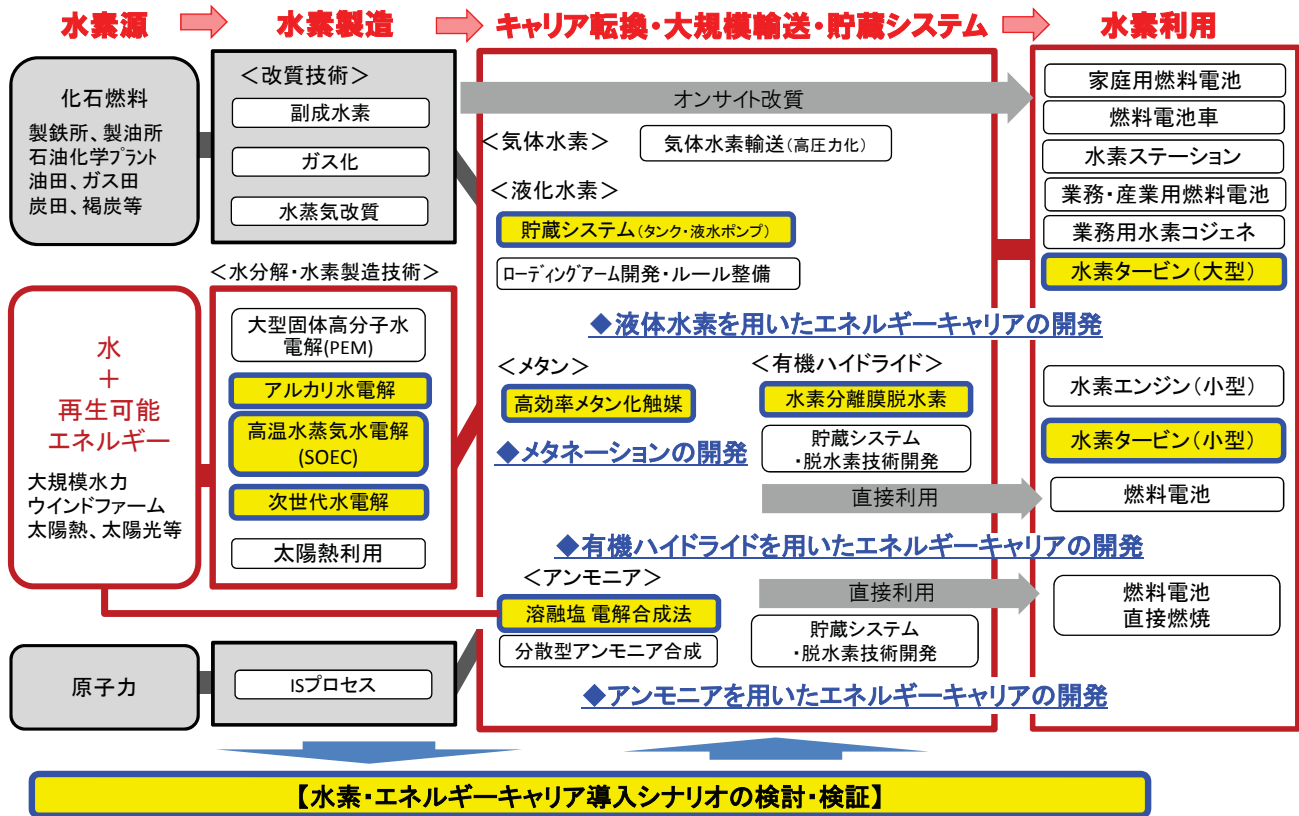 水素源
水素製造
キャリア転換・大規模輸送・貯蔵システム
水素利用
化石燃料
製鉄所、製油所
石油化学プラント
油田、ガス田
炭田、褐炭等
＜改質技術＞
副成水素
ガス化
水蒸気改質
オンサイト改質
＜気体水素＞
気体水素輸送(高圧力化)
＜液化水素＞
貯蔵システム(タンク・液水ポンプ)
ローディングアーム開発・ルール整備
◆液体水素を用いたエネルギーキャリアの開発
家庭用燃料電池
燃料電池車
水素ステーション
業務・産業用燃料電池
業務用水素コジェネ
水素タービン(大型)
水
＋
再生可能
エネルギー
大規模水力
ウインドファーム
太陽熱、太陽光等
＜水分解・水素製造技術＞
大型固体高分子水
電解(PEM)
アルカリ水電解
高温水蒸気水電解
(SOEC)
次世代水電解
太陽熱利用
＜メタン＞
高効率メタン化触媒
◆メタネーションの開発
＜有機ハイドライド＞
水素分離膜脱水素
貯蔵システム
・脱水素技術開発
直接利用
◆有機ハイドライドを用いたエネルギーキャリアの開発
水素エンジン(小型)
水素タービン(小型)
燃料電池
＜アンモニア＞
溶融塩 電解合成法
分散型アンモニア合成
直接利用
貯蔵システム
・脱水素技術開発
◆アンモニアを用いたエネルギーキャリアの開発
燃料電池
直接燃焼
原子力
ISプロセス
【水素・エネルギーキャリア導入シナリオの検討・検証】